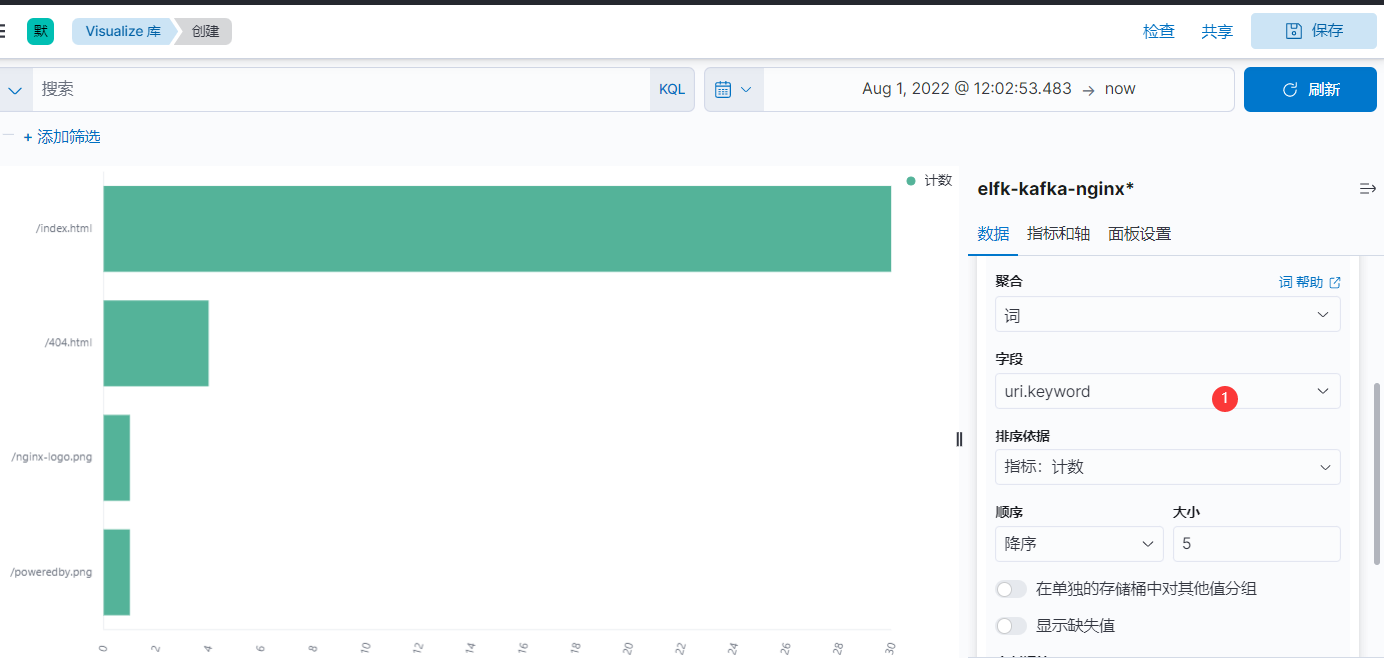 默 Visualize 库 创建 检查 共享 保存
搜索 KQL Aug 1, 2022 @ 12:02:53.483 → now 刷新
+ 添加筛选
计数
/index.html
/404.html
/nginx-logo.png
/poweredby.png
0 2 4 6 8 10 12 14 16 18 20 22 24 26 28 30
elfk-kafka-nginx*
数据 指标和轴 面板设置
聚合 词 帮助
词
字段
uri.keyword 1
排序依据
指标：计数
顺序 大小
降序 5
在单独的存储桶中对其他值分组
显示缺失值